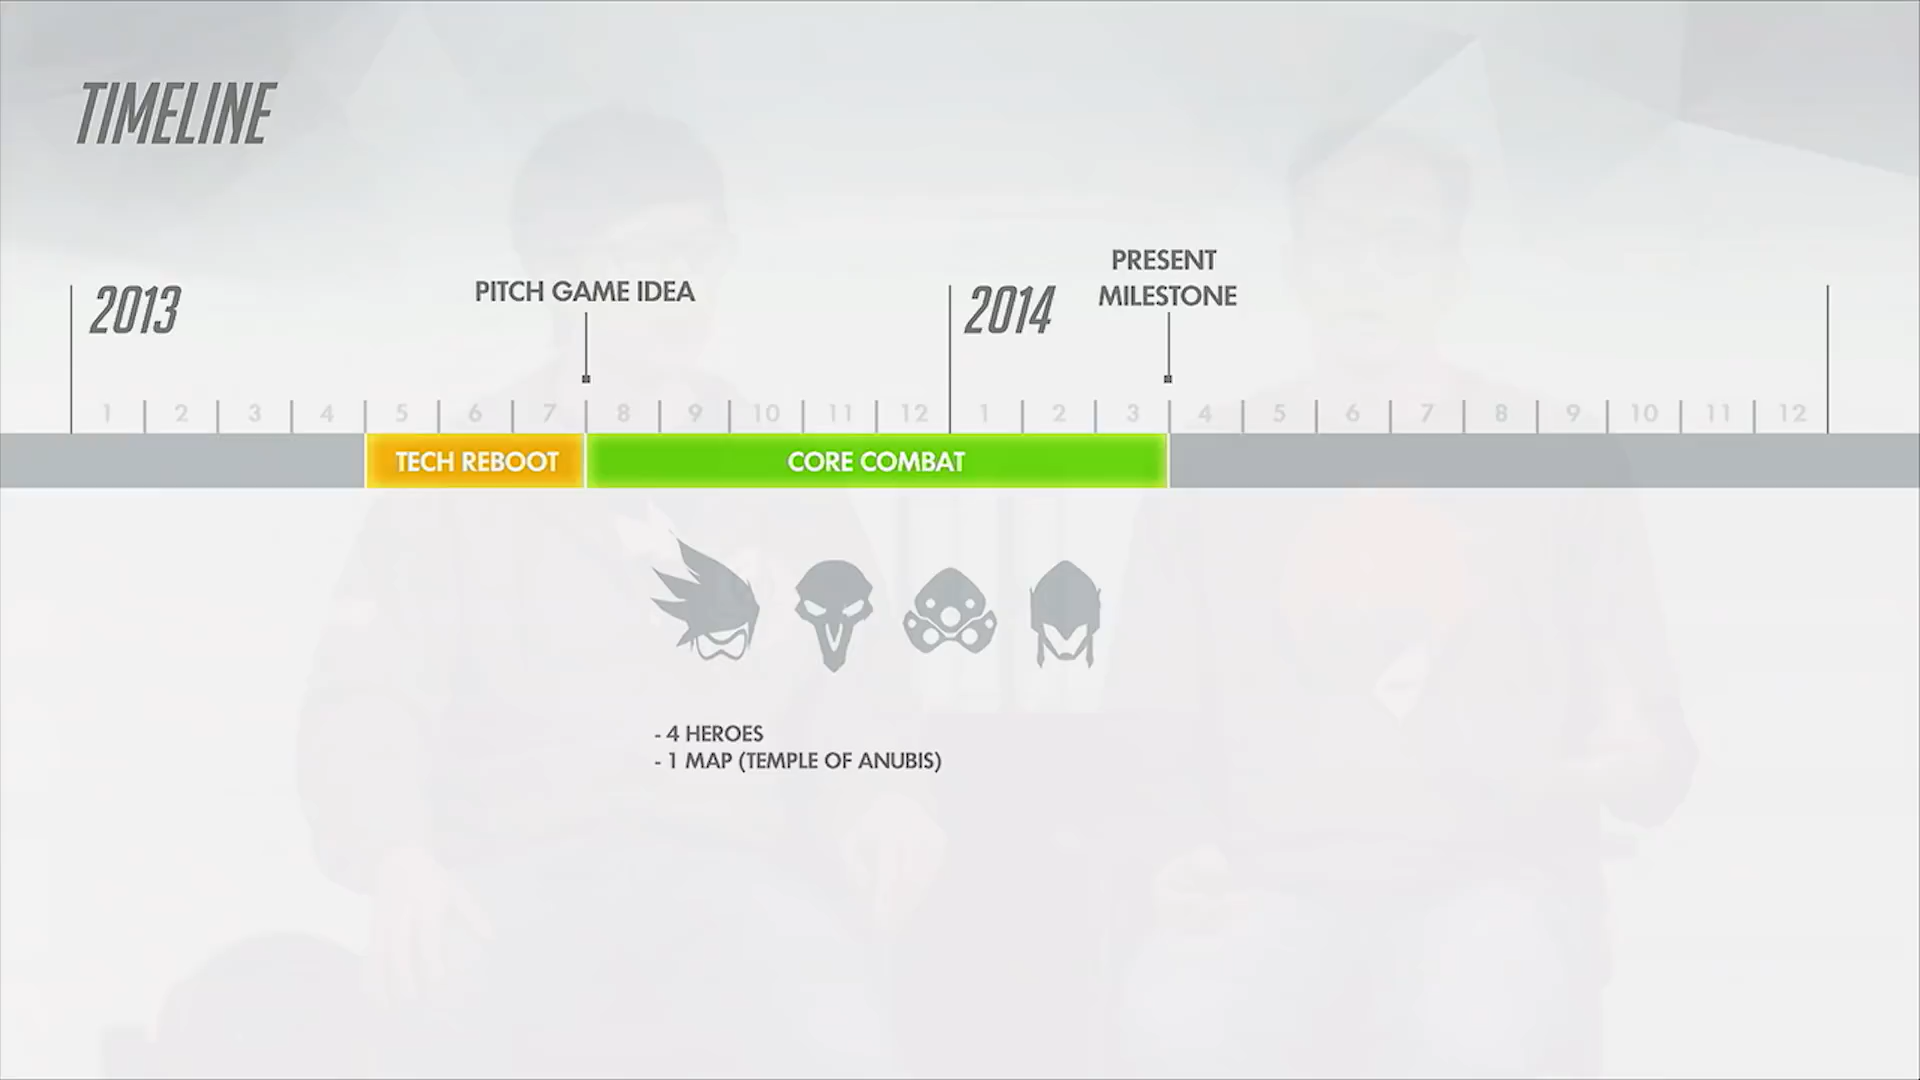 TIMELINE
2013
PITCH GAME IDEA
2014
PRESENT
MILESTONE
1 2 3 4 5 6 7 8 9 10 11 12 1 2 3 4 5 6 7 8 9 10 11 12
TECH REBOOT
CORE COMBAT
- 4 HEROES
- 1 MAP (TEMPLE OF ANUBIS)